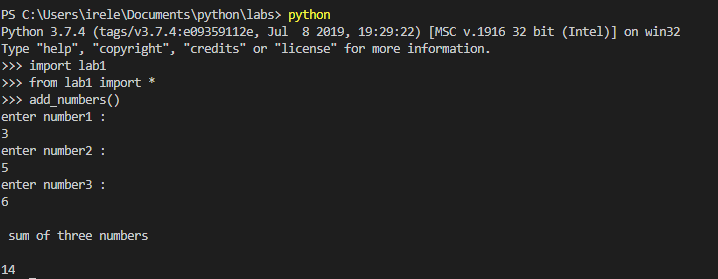 PS C:\Users\irele\Documents\python\labs> python
Python 3.7.4 (tags/v3.7.4:e09359112e, Jul  8 2019, 19:29:22) [MSC v.1916 32 bit (Intel)] on win32
Type "help", "copyright", "credits" or "license" for more information.
>>> import lab1
>>> from lab1 import *
>>> add_numbers()
enter number1 :
3
enter number2 :
5
enter number3 :
6
 sum of three numbers
14